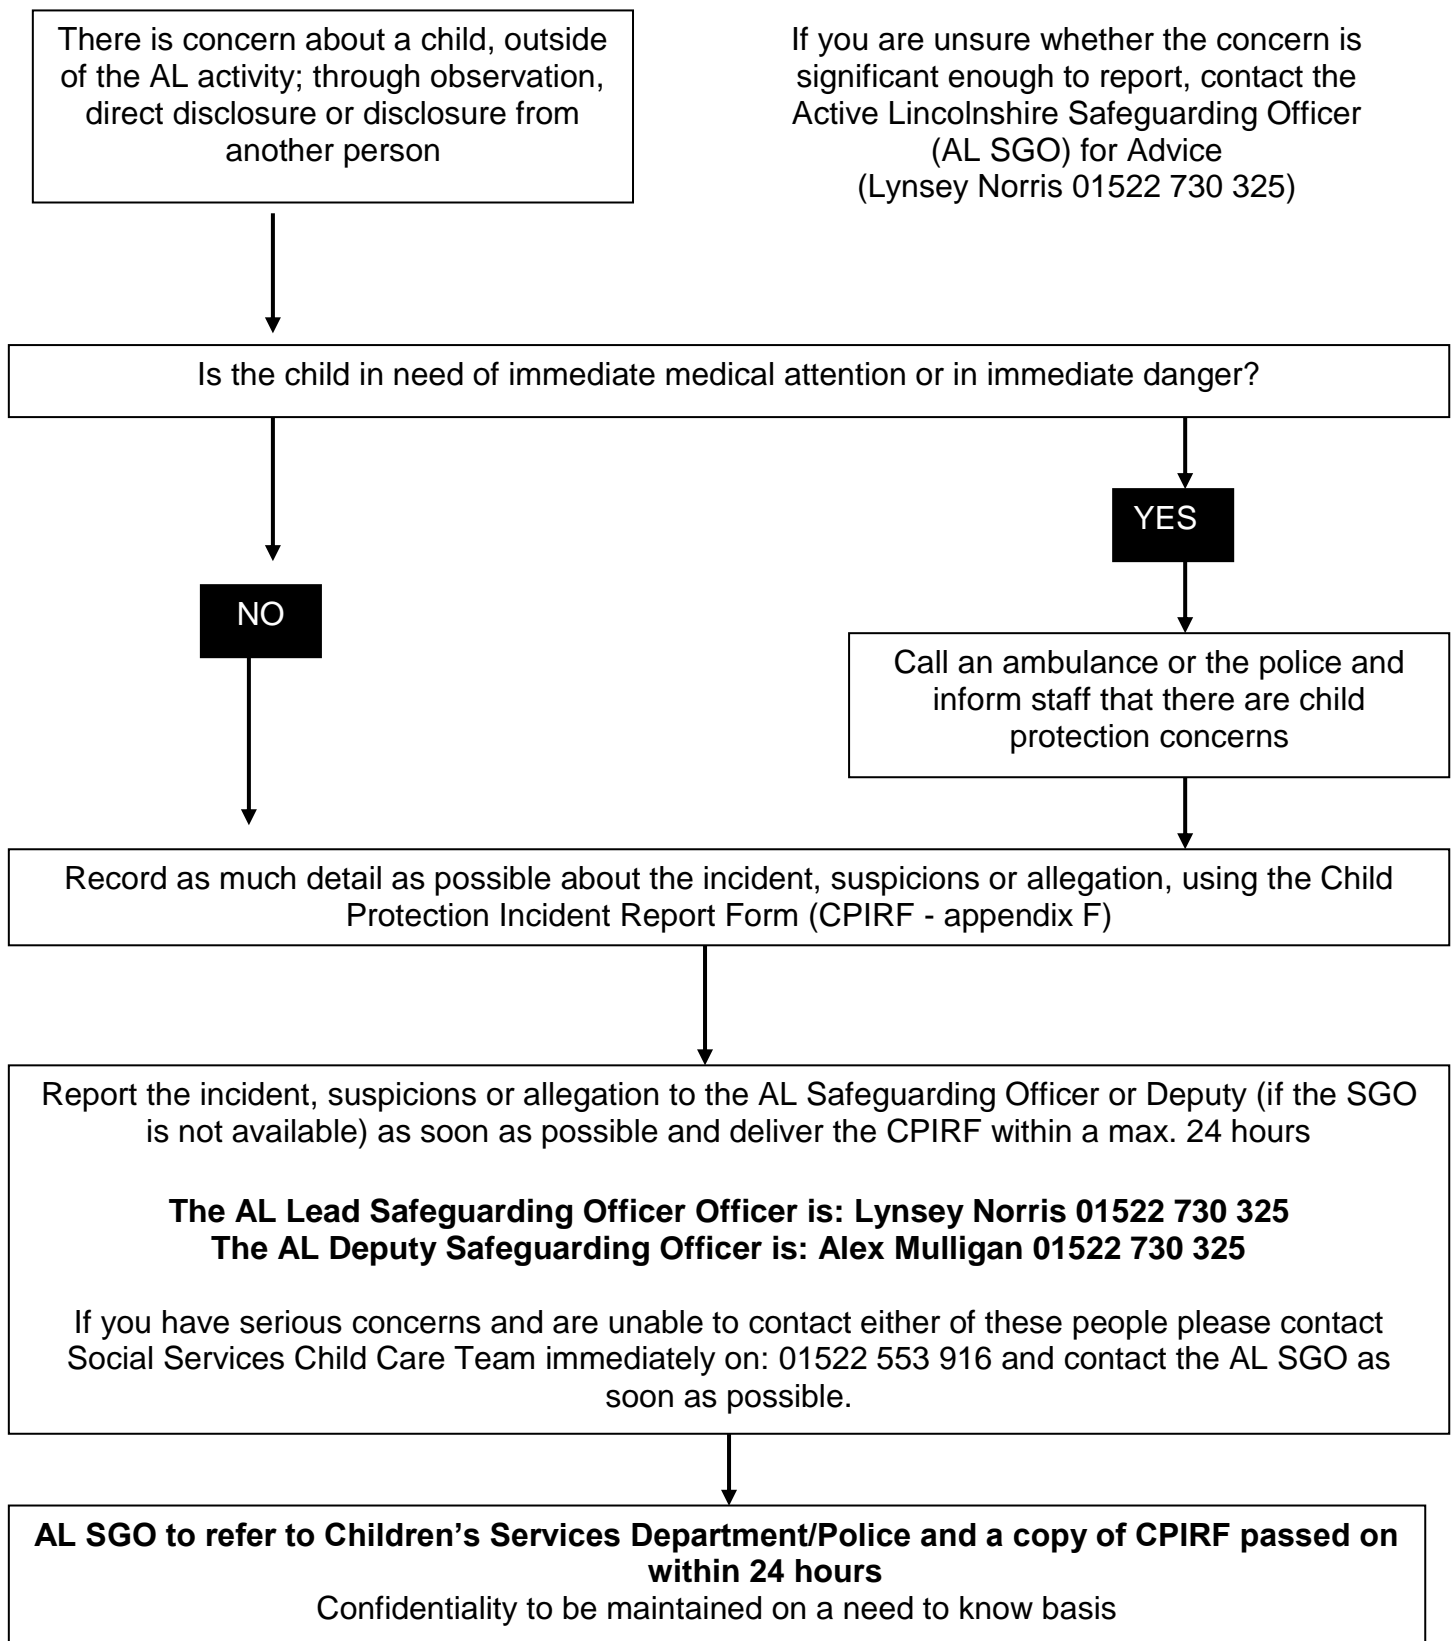 There is concern about a child, outside
of the AL activity; through observation,
direct disclosure or disclosure from
another person
If you are unsure whether the concern is
significant enough to report, contact the
Active Lincolnshire Safeguarding Officer
(AL SGO) for Advice
(Lynsey Norris 01522 730 325)
Is the child in need of immediate medical attention or in immediate danger?
YES
NO
Call an ambulance or the police and
inform staff that there are child
protection concerns
Record as much detail as possible about the incident, suspicions or allegation, using the Child
Protection Incident Report Form (CPIRF - appendix F)
Report the incident, suspicions or allegation to the AL Safeguarding Officer or Deputy (if the SGO
is not available) as soon as possible and deliver the CPIRF within a max. 24 hours
The AL Lead Safeguarding Officer Officer is: Lynsey Norris 01522 730 325
The AL Deputy Safeguarding Officer is: Alex Mulligan 01522 730 325
If you have serious concerns and are unable to contact either of these people please contact
Social Services Child Care Team immediately on: 01522 553 916 and contact the AL SGO as
soon as possible.
AL SGO to refer to Children’s Services Department/Police and a copy of CPIRF passed on
within 24 hours
Confidentiality to be maintained on a need to know basis